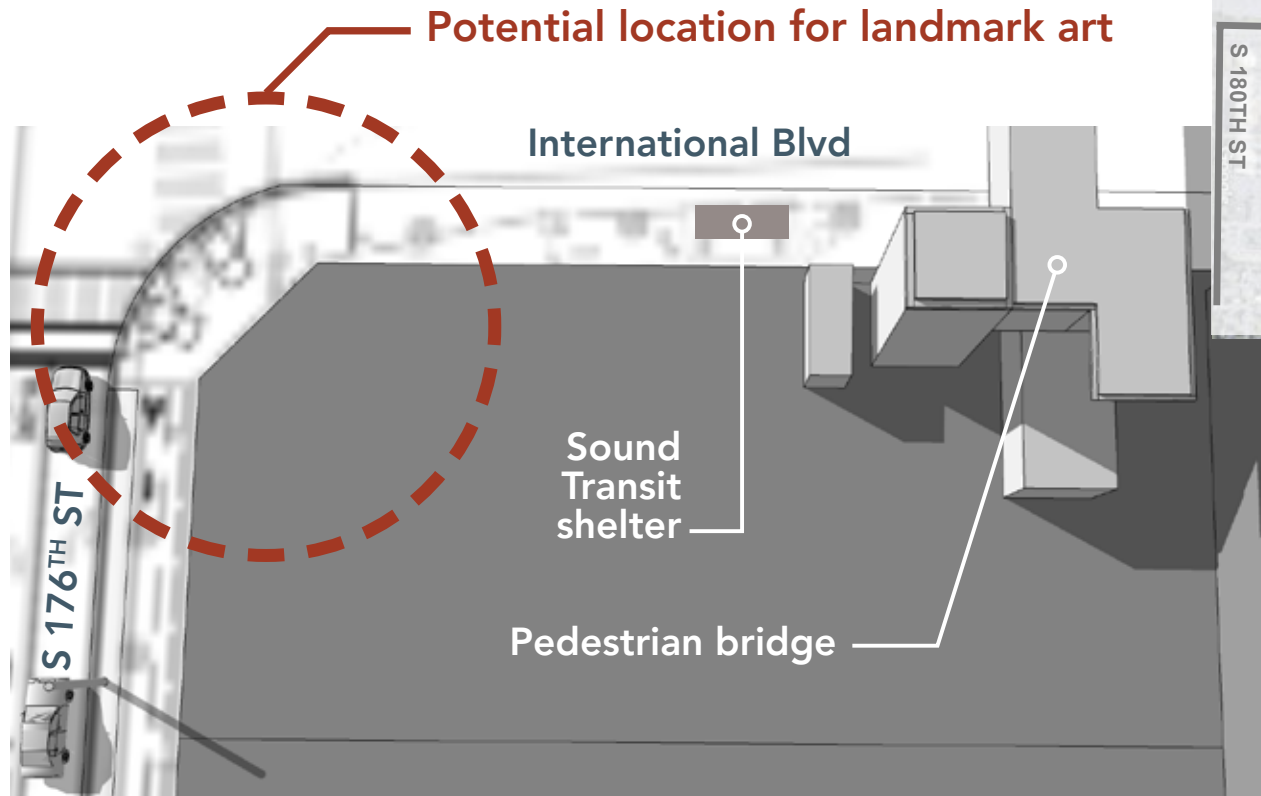 Potential location for landmark art
S 180TH ST
International Blvd
Sound
Transit
shelter
S 176TH ST
Pedestrian bridge